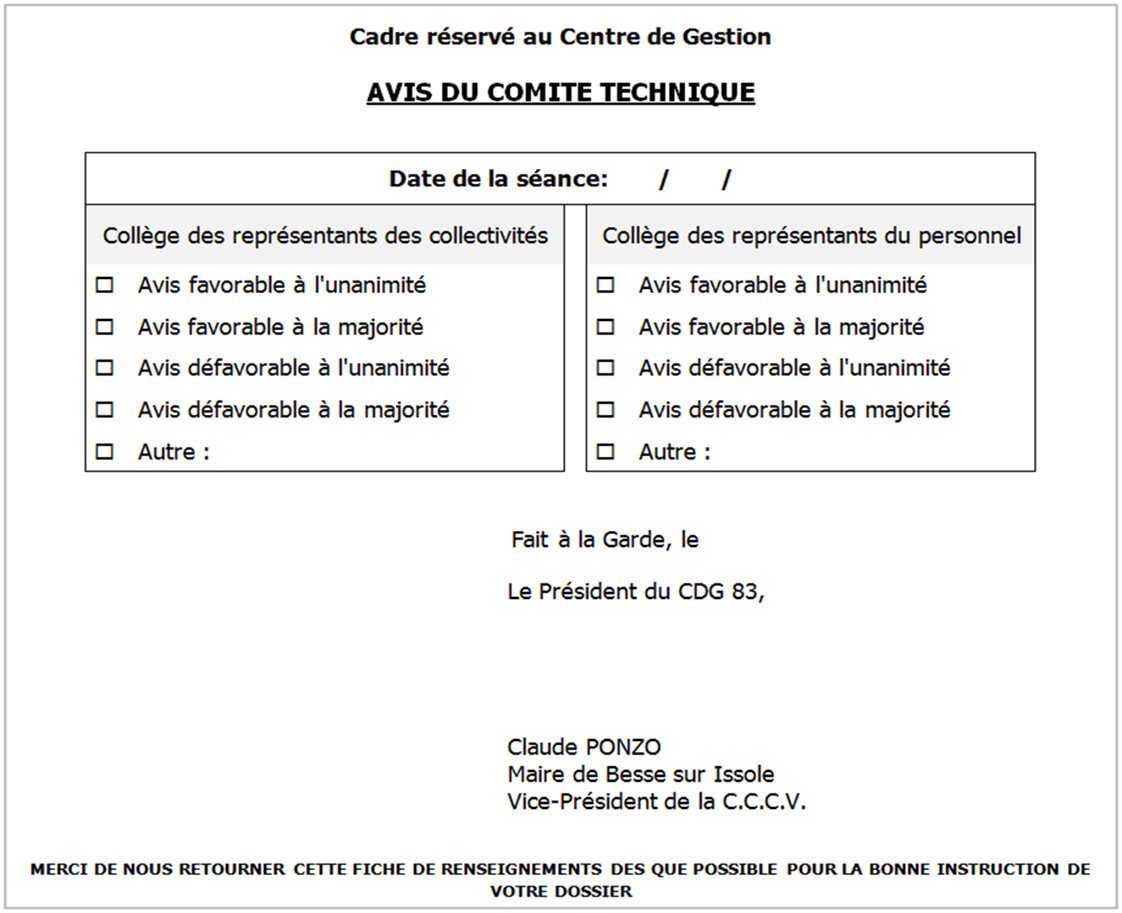 Cadre réservé au Centre de Gestion
AVIS DU COMITE TECHNIQUE
Date de la séance: / /
Collège des représentants des collectivités
☐ Avis favorable à l'unanimité
☐ Avis favorable à la majorité
☐ Avis défavorable à l'unanimité
☐ Avis défavorable à la majorité
☐ Autre :
Collège des représentants du personnel
☐ Avis favorable à l'unanimité
☐ Avis favorable à la majorité
☐ Avis défavorable à l'unanimité
☐ Avis défavorable à la majorité
☐ Autre :
Fait à la Garde, le
Le Président du CDG 83,
Claude PONZO
Maire de Besse sur Issole
Vice-Président de la C.C.C.V.
MERCI DE NOUS RETOURNER CETTE FICHE DE RENSEIGNEMENTS DES QUE POSSIBLE POUR LA BONNE INSTRUCTION DE
VOTRE DOSSIER